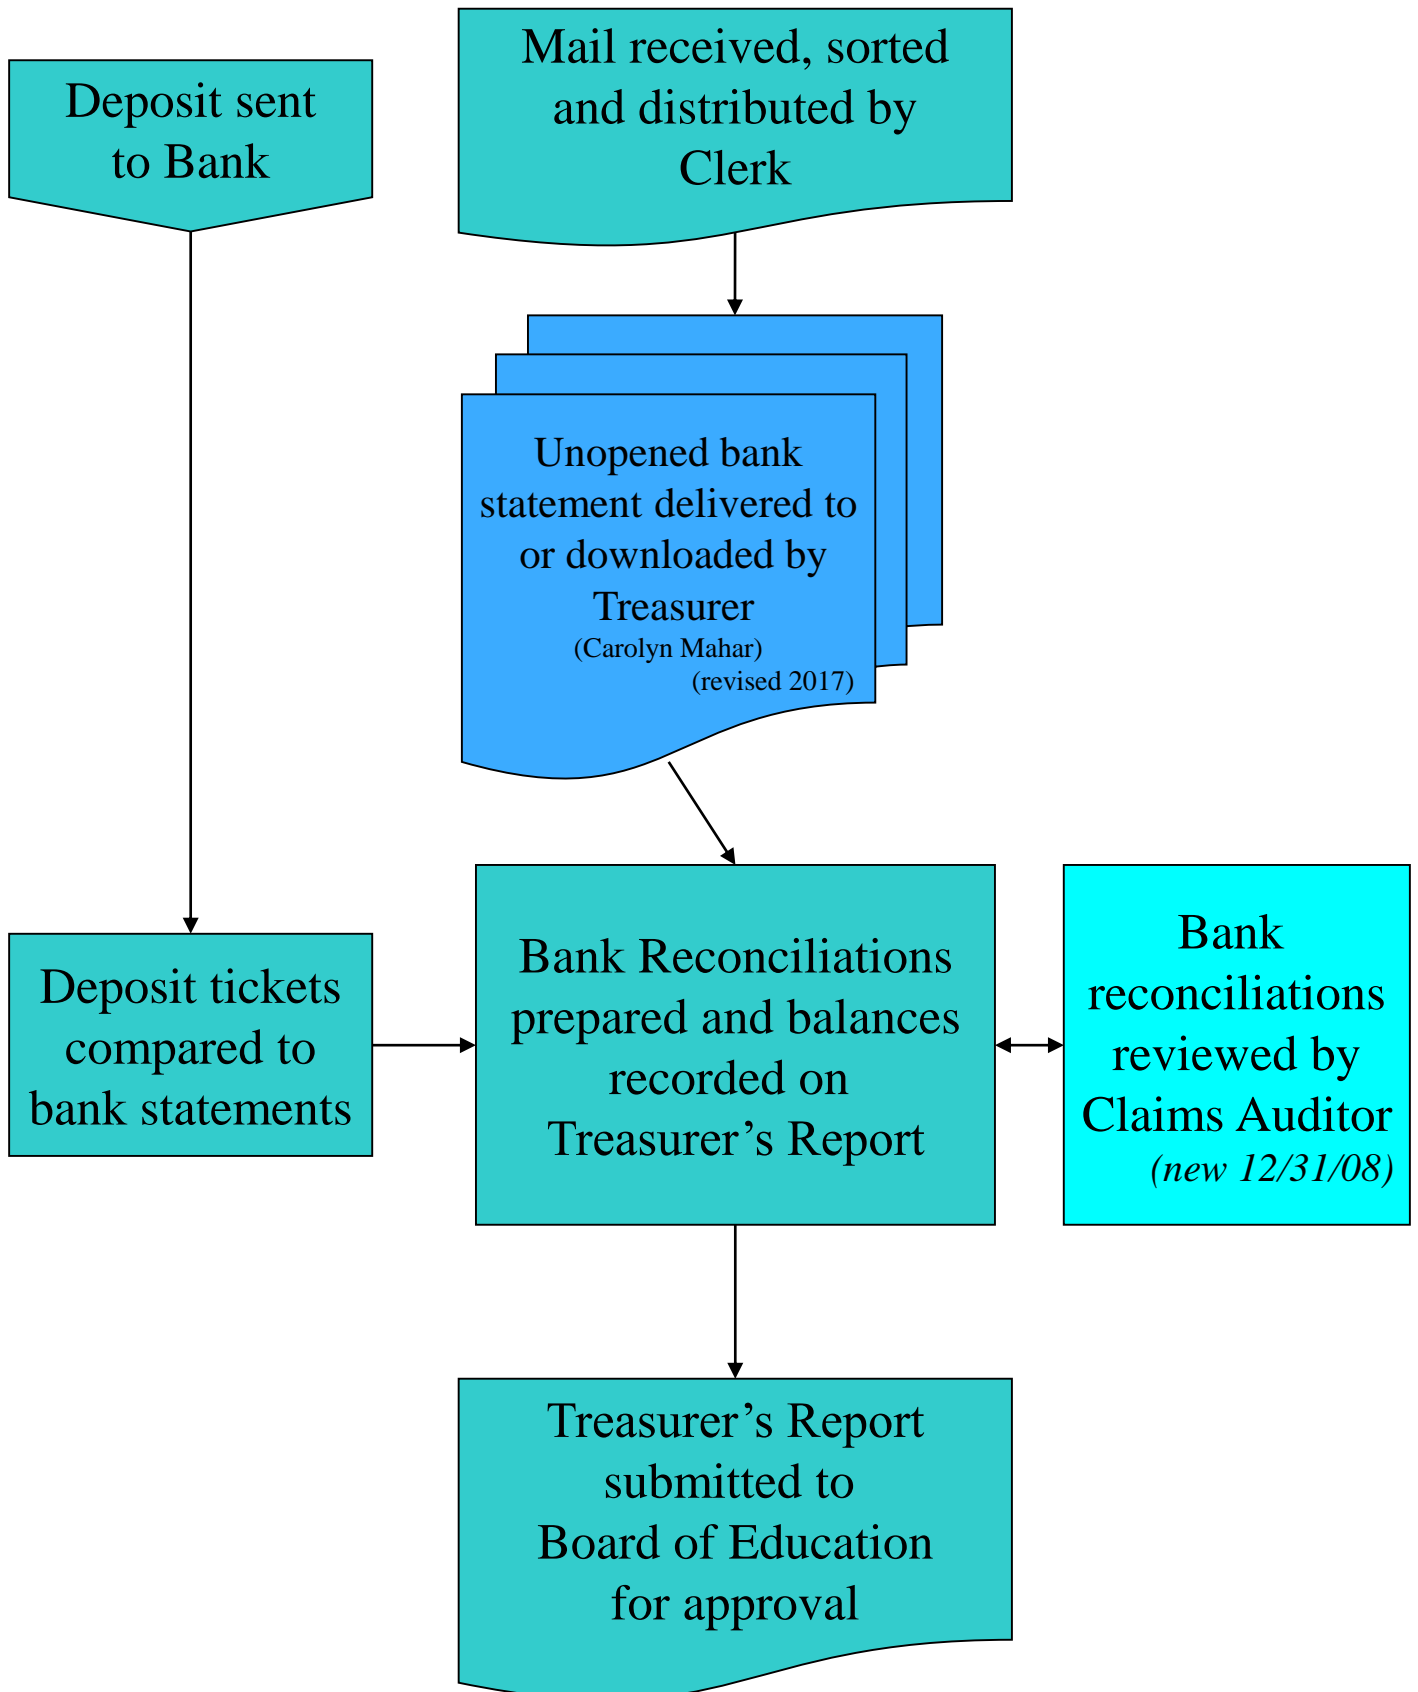 Deposit sent
to Bank
Mail received, sorted
and distributed by
Clerk
Unopened bank
statement delivered to
or downloaded by
Treasurer
(Carolyn Mahar)
(revised 2017)
Deposit tickets
compared to
bank statements
Bank Reconciliations
prepared and balances
recorded on
Treasurer’s Report
Bank
reconciliations
reviewed by
Claims Auditor
(new 12/31/08)
Treasurer’s Report
submitted to
Board of Education
for approval